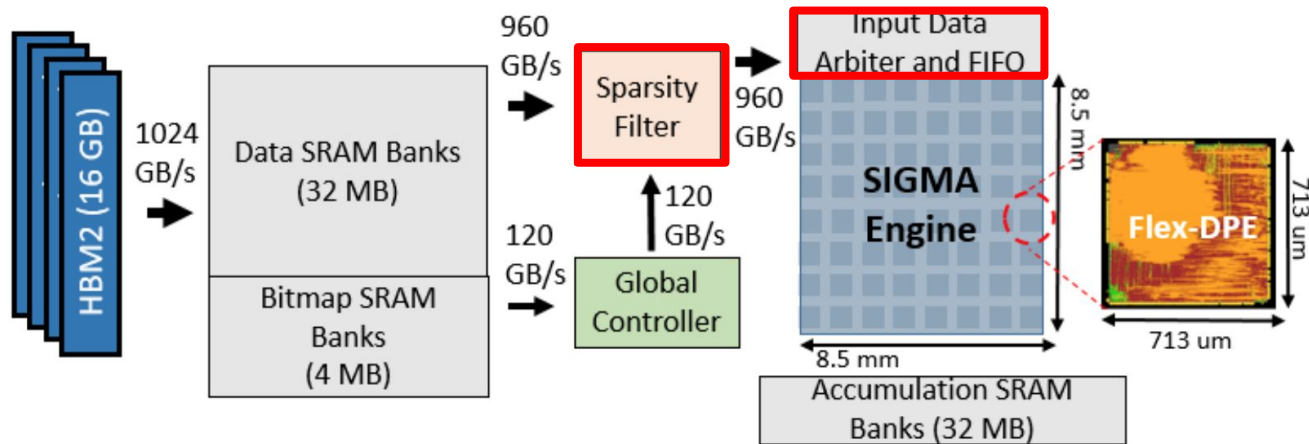 HBM2 (16 GB)
1024
GB/s
Data SRAM Banks
(32 MB)
Bitmap SRAM
Banks
(4 MB)
960
GB/s
120
GB/s
Sparsity
Filter
120
GB/s
Global
Controller
960
GB/s
Input Data
Arbiter and FIFO
SIGMA
Engine
8.5 mm
8.5 mm
Accumulation SRAM
Banks (32 MB)
Flex-DPE
713 um
713 um